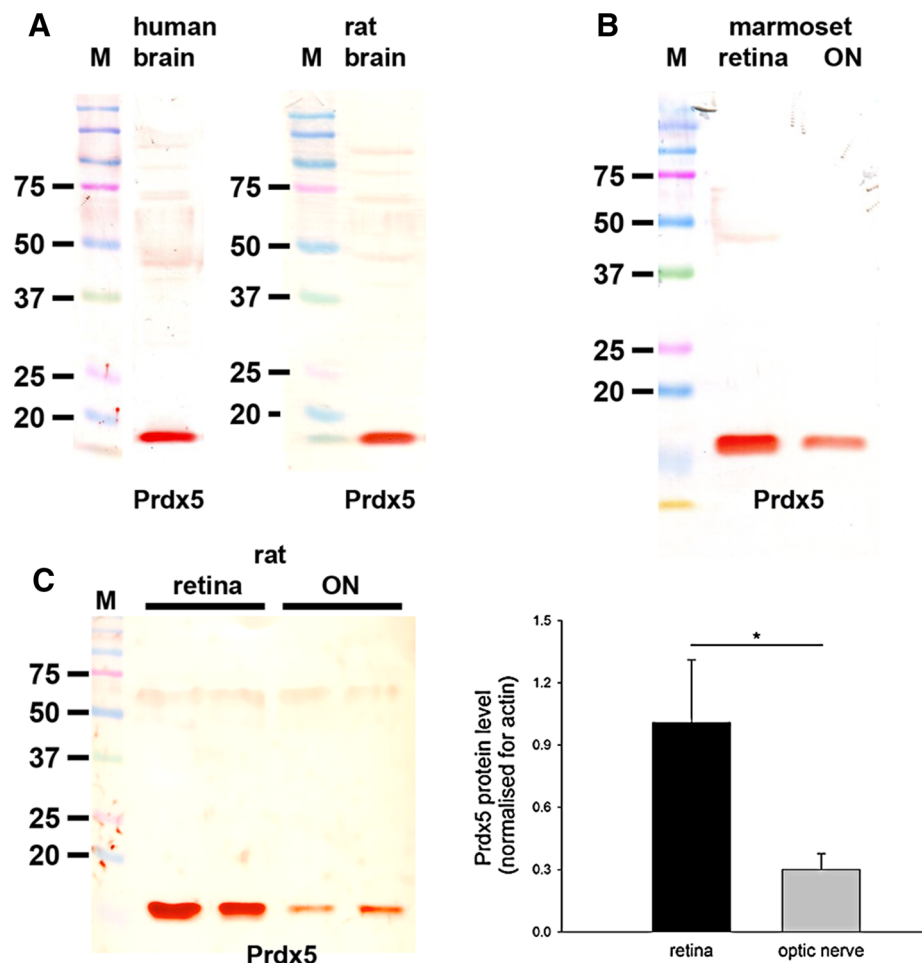 A
human
brain
M
75
50
37
25
20
Prdx5
rat
brain
M
75
50
37
25
20
Prdx5
B
marmoset
M retina ON
75
50
37
25
20
Prdx5
C
rat
retina ON
M
75
50
37
25
20
Prdx5
Prdx5 protein level
(normalised for actin)
1.5
1.2
0.9
0.6
0.3
0.0
*
retina optic nerve